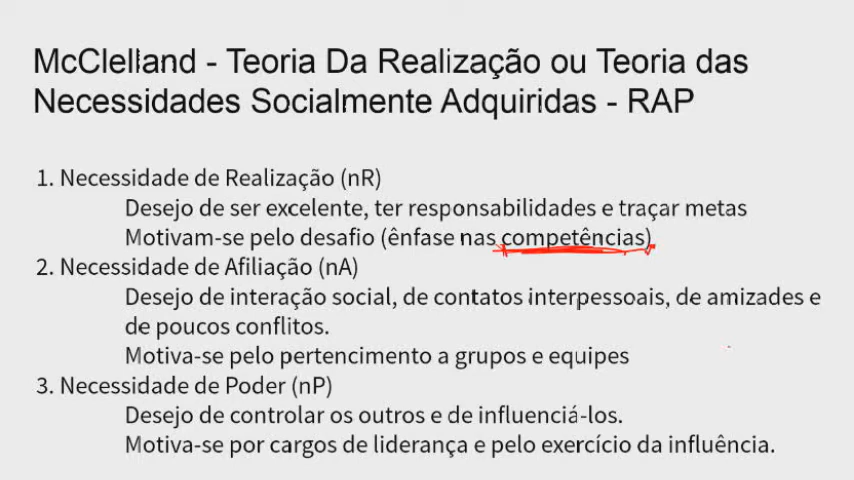 McClelland - Teoria Da Realização ou Teoria das
Necessidades Socialmente Adquiridas - RAP
1. Necessidade de Realização (nR)
Desejo de ser excelente, ter responsabilidades e traçar metas
Motivam-se pelo desafio (ênfase nas competências)
2. Necessidade de Afiliação (nA)
Desejo de interação social, de contatos interpessoais, de amizades e
de poucos conflitos.
Motiva-se pelo pertencimento a grupos e equipes
3. Necessidade de Poder (nP)
Desejo de controlar os outros e de influenciá-los.
Motiva-se por cargos de liderança e pelo exercício da influência.